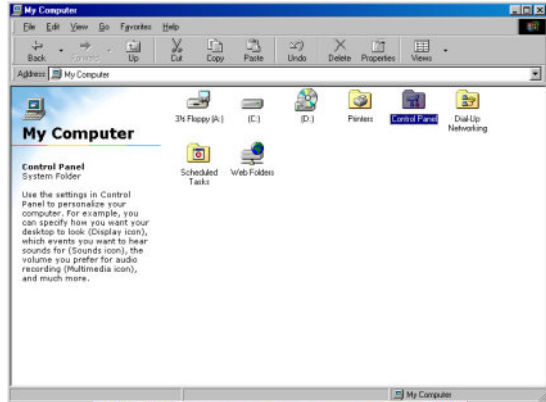 My Computer
File Edit View Go Favorites Help
Back Forward Up Cut Copy Paste Undo Delete Properties Views
Address My Computer
3½ Floppy (A:) (C:) (D:) Printers Control Panel Dial-Up Networking
My Computer
Scheduled Tasks Web Folders
Control Panel
System Folder
Use the settings in Control
Panel to personalize your
computer. For example, you
can specify how you want your
desktop to look (Display icon),
which events you want to hear
sounds for (Sounds icon), the
volume you prefer for audio
recording (Multimedia icon),
and much more.
My Computer